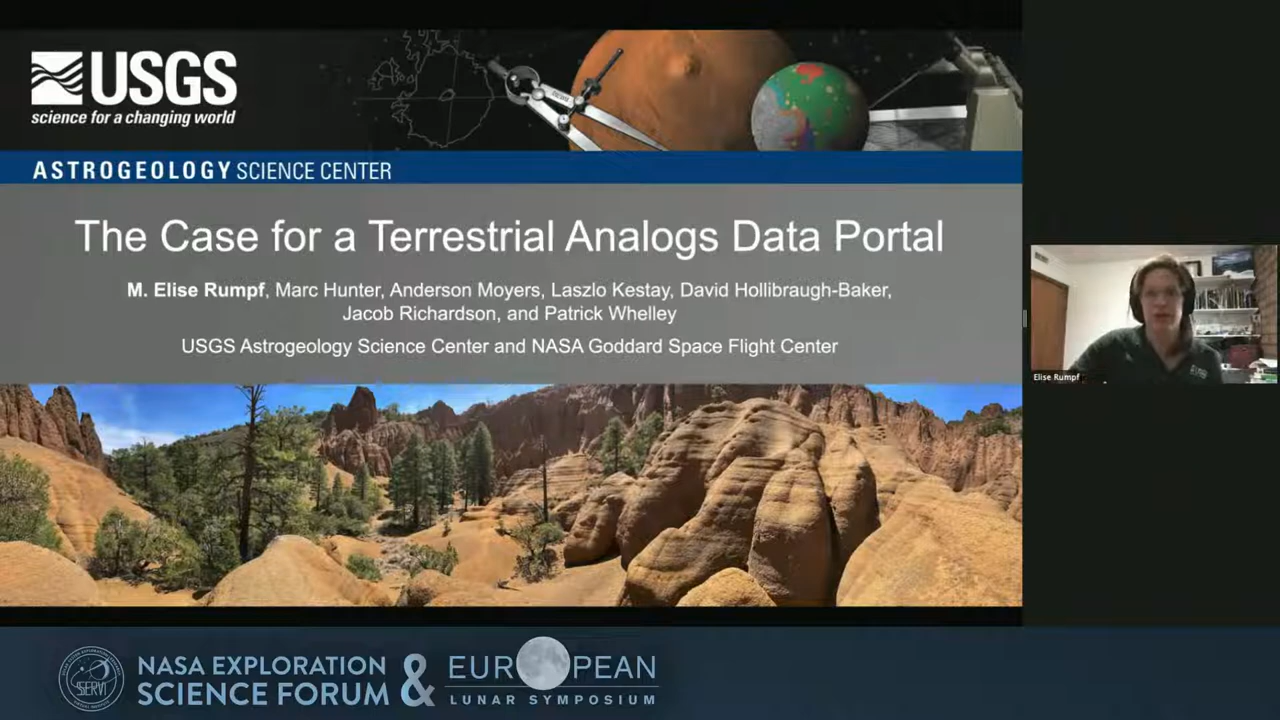 USGS
science for a changing world
ASTROGEOLOGY SCIENCE CENTER
The Case for a Terrestrial Analogs Data Portal
M. Elise Rumpf, Marc Hunter, Anderson Moyers, Laszlo Kestay, David Hollibraugh-Baker,
Jacob Richardson, and Patrick Whelley
USGS Astrogeology Science Center and NASA Goddard Space Flight Center
Elise Rumpf
SSERVI
NASA EXPLORATION
SCIENCE FORUM
&
EUROPEAN
LUNAR SYMPOSIUM